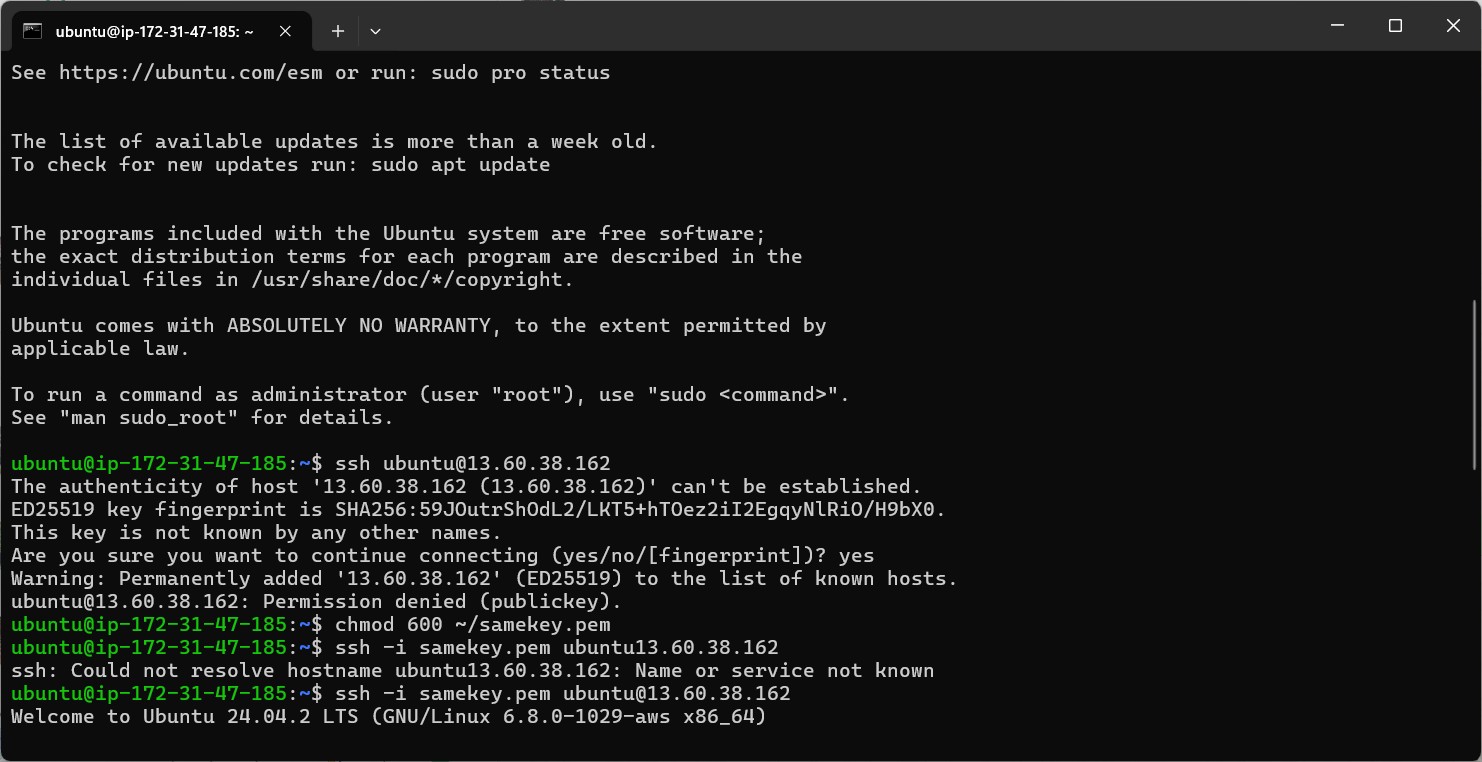 ubuntu@ip-172-31-47-185: ~
See https://ubuntu.com/esm or run: sudo pro status
The list of available updates is more than a week old.
To check for new updates run: sudo apt update
The programs included with the Ubuntu system are free software;
the exact distribution terms for each program are described in the
individual files in /usr/share/doc/*/copyright.
Ubuntu comes with ABSOLUTELY NO WARRANTY, to the extent permitted by
applicable law.
To run a command as administrator (user "root"), use "sudo <command>".
See "man sudo_root" for details.
ubuntu@ip-172-31-47-185:~$ ssh ubuntu@13.60.38.162
The authenticity of host '13.60.38.162 (13.60.38.162)' can't be established.
ED25519 key fingerprint is SHA256:59JOutrShOdL2/LKT5+hTOez2iI2EgqyNlRiO/H9bX0.
This key is not known by any other names.
Are you sure you want to continue connecting (yes/no/[fingerprint])? yes
Warning: Permanently added '13.60.38.162' (ED25519) to the list of known hosts.
ubuntu@13.60.38.162: Permission denied (publickey).
ubuntu@ip-172-31-47-185:~$ chmod 600 ~/samekey.pem
ubuntu@ip-172-31-47-185:~$ ssh -i samekey.pem ubuntu13.60.38.162
ssh: Could not resolve hostname ubuntu13.60.38.162: Name or service not known
ubuntu@ip-172-31-47-185:~$ ssh -i samekey.pem ubuntu@13.60.38.162
Welcome to Ubuntu 24.04.2 LTS (GNU/Linux 6.8.0-1029-aws x86_64)